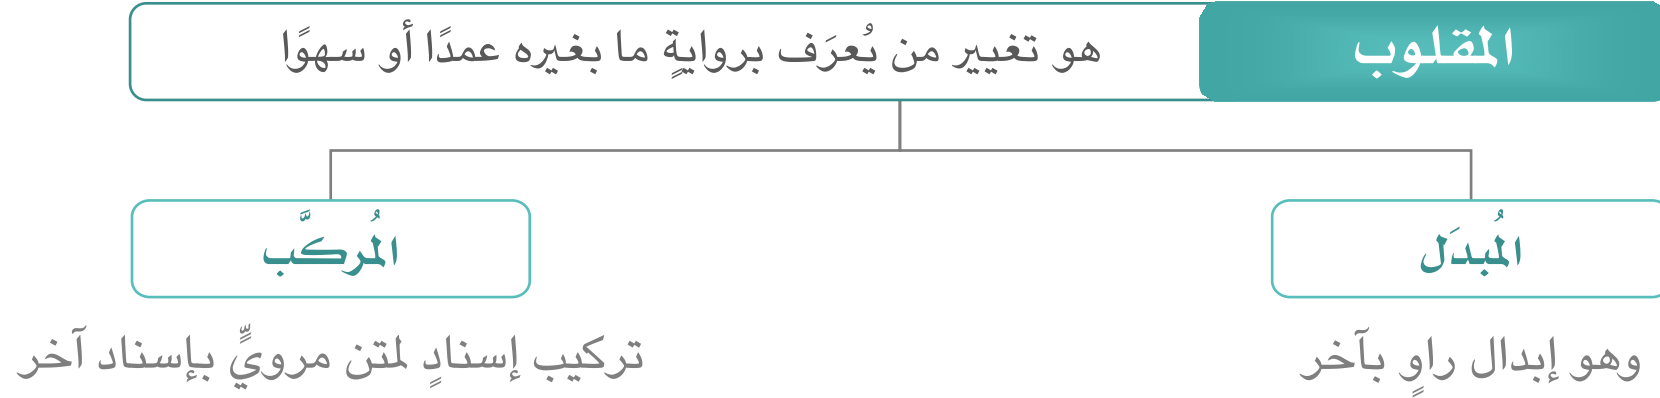 المقلوب
هو تغيير من يُعرَف بروايةٍ ما بغيره عمدًا أو سهوًا
المُبدَل
وهو إبدال راوٍ بآخر
المُركَّب
تركيب إسنادٍ لمتن مرويٍّ بإسناد آخر